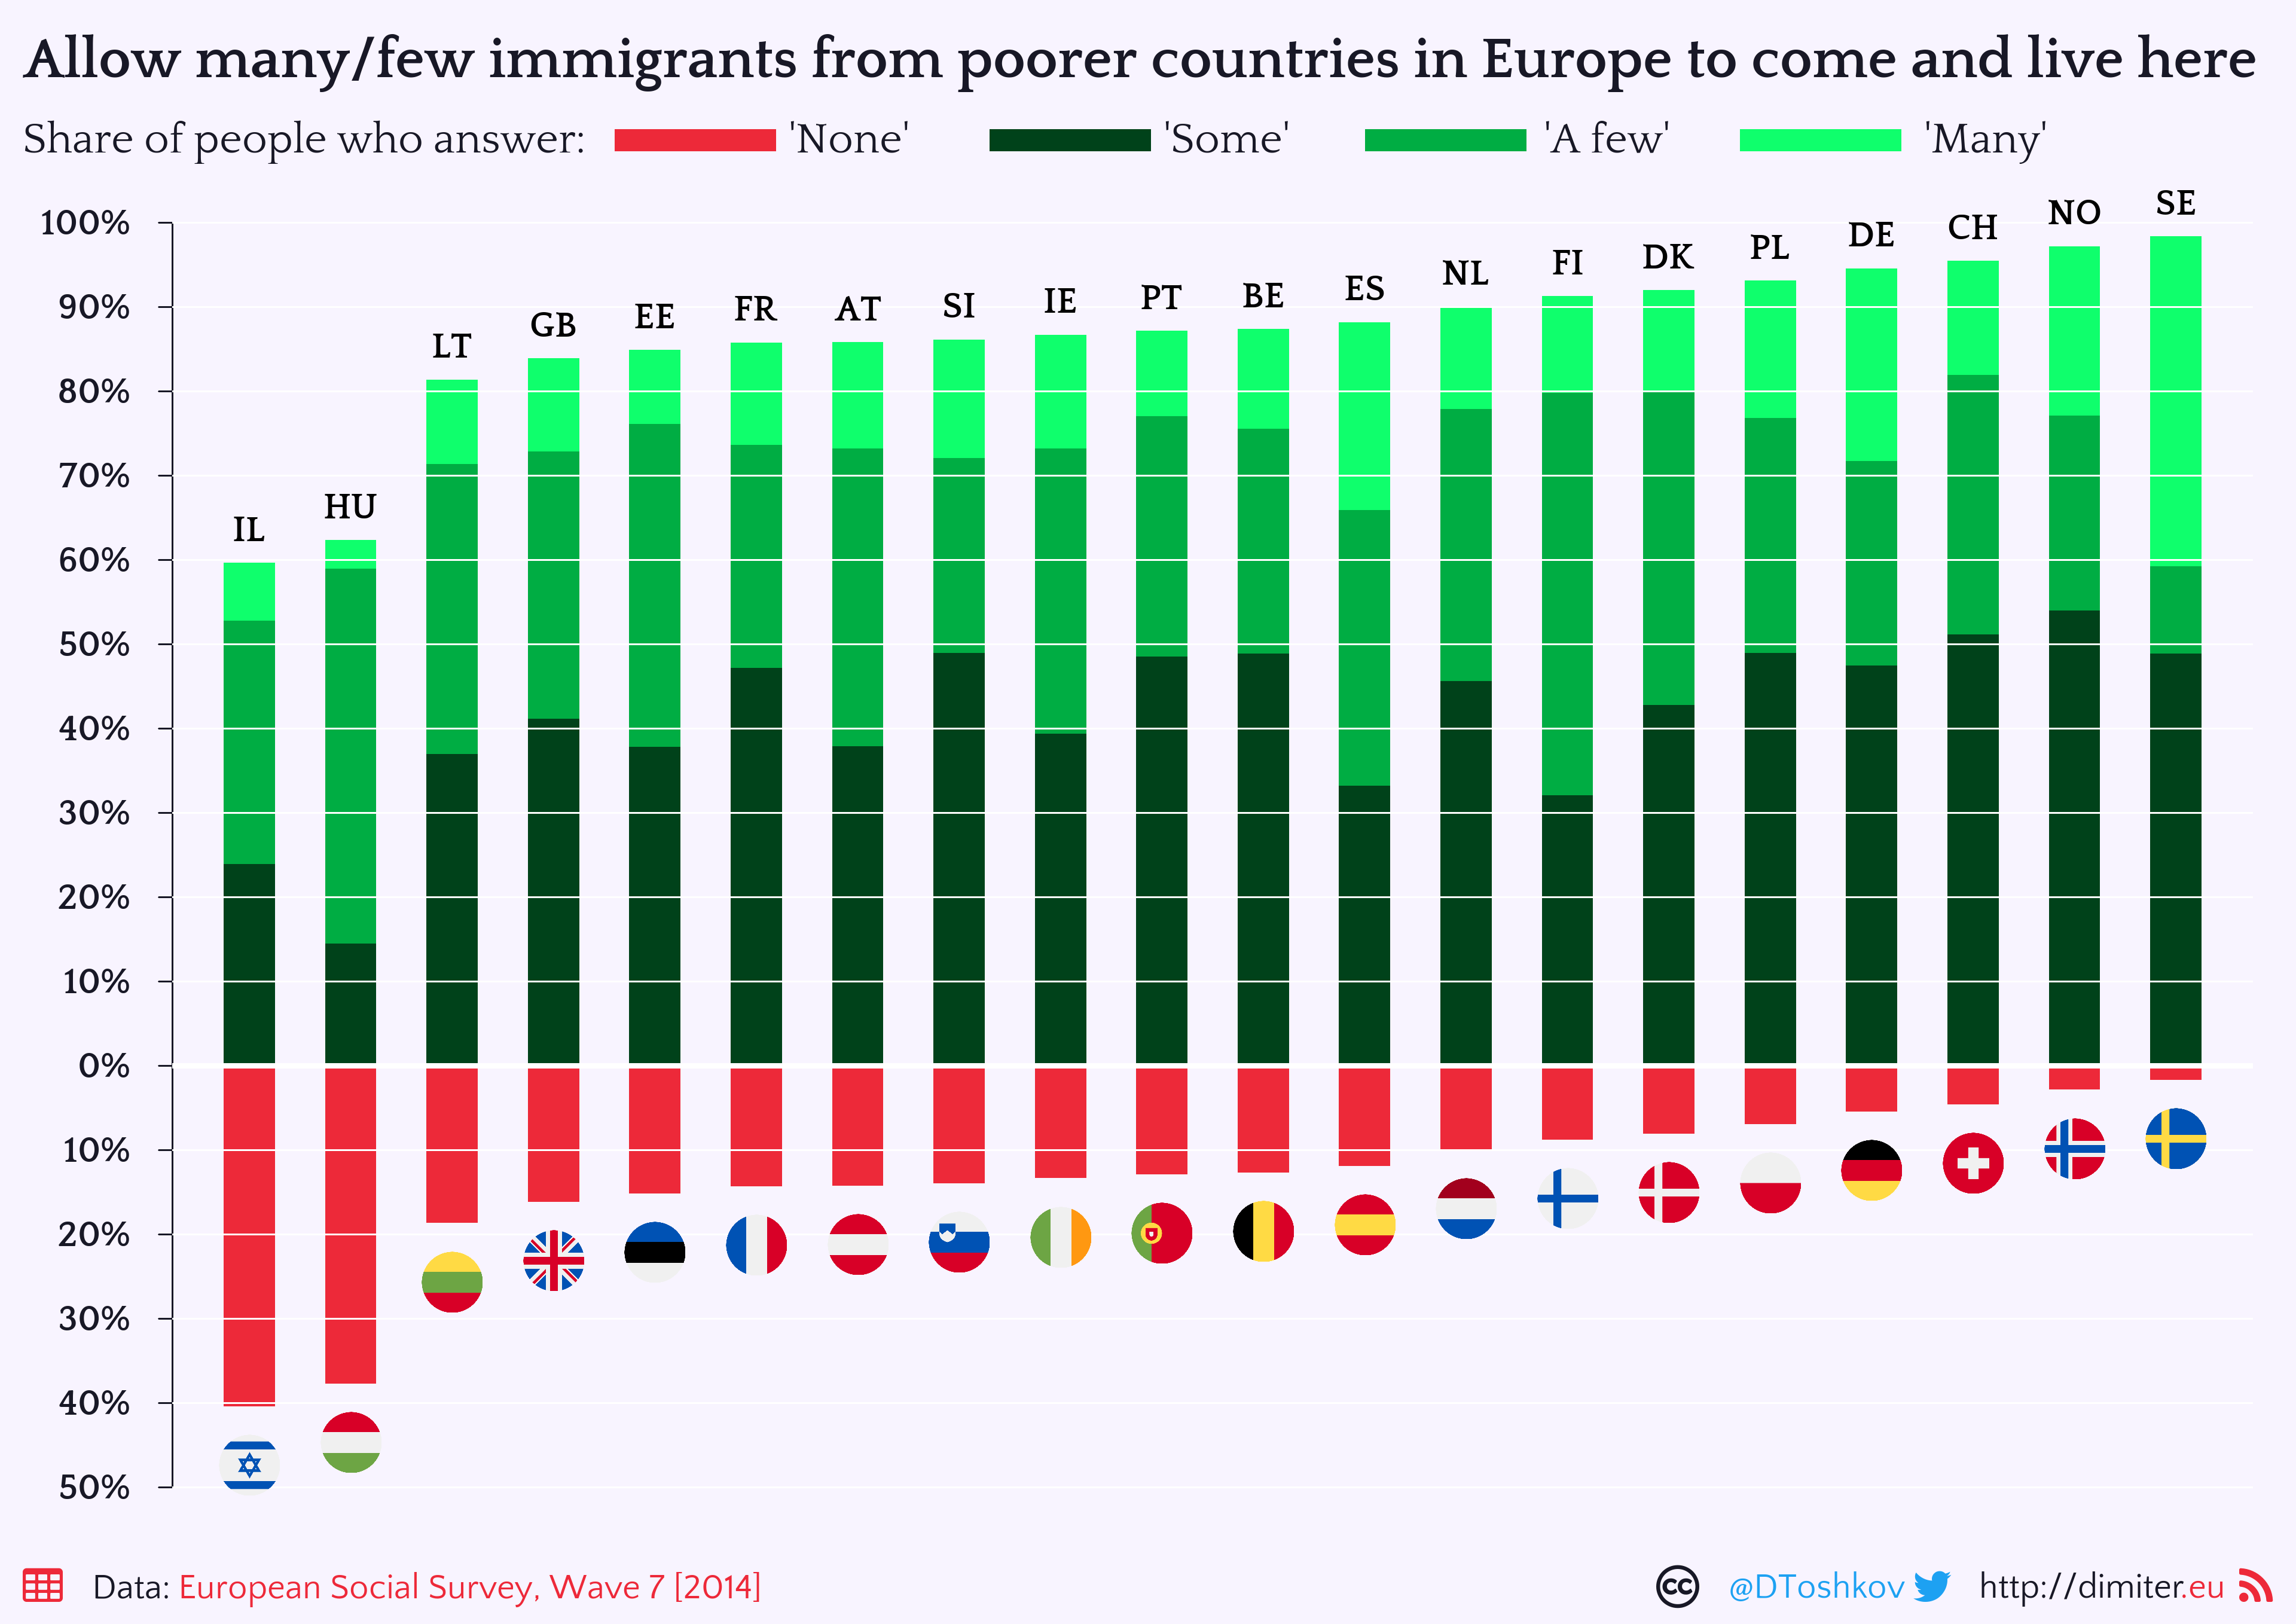 Allow many/few immigrants from poorer countries in Europe to come and live here
Share of people who answer: 'None' 'Some' 'A few' 'Many'
100%
90%
80%
70%
60%
50%
40%
30%
20%
10%
0%
10%
20%
30%
40%
50%
IL
HU
LT
GB
EE
FR
AT
SI
IE
PT
BE
ES
NL
FI
DK
PL
DE
CH
NO
SE
Data: European Social Survey, Wave 7 [2014]
cc @DToshkov http://dimiter.eu